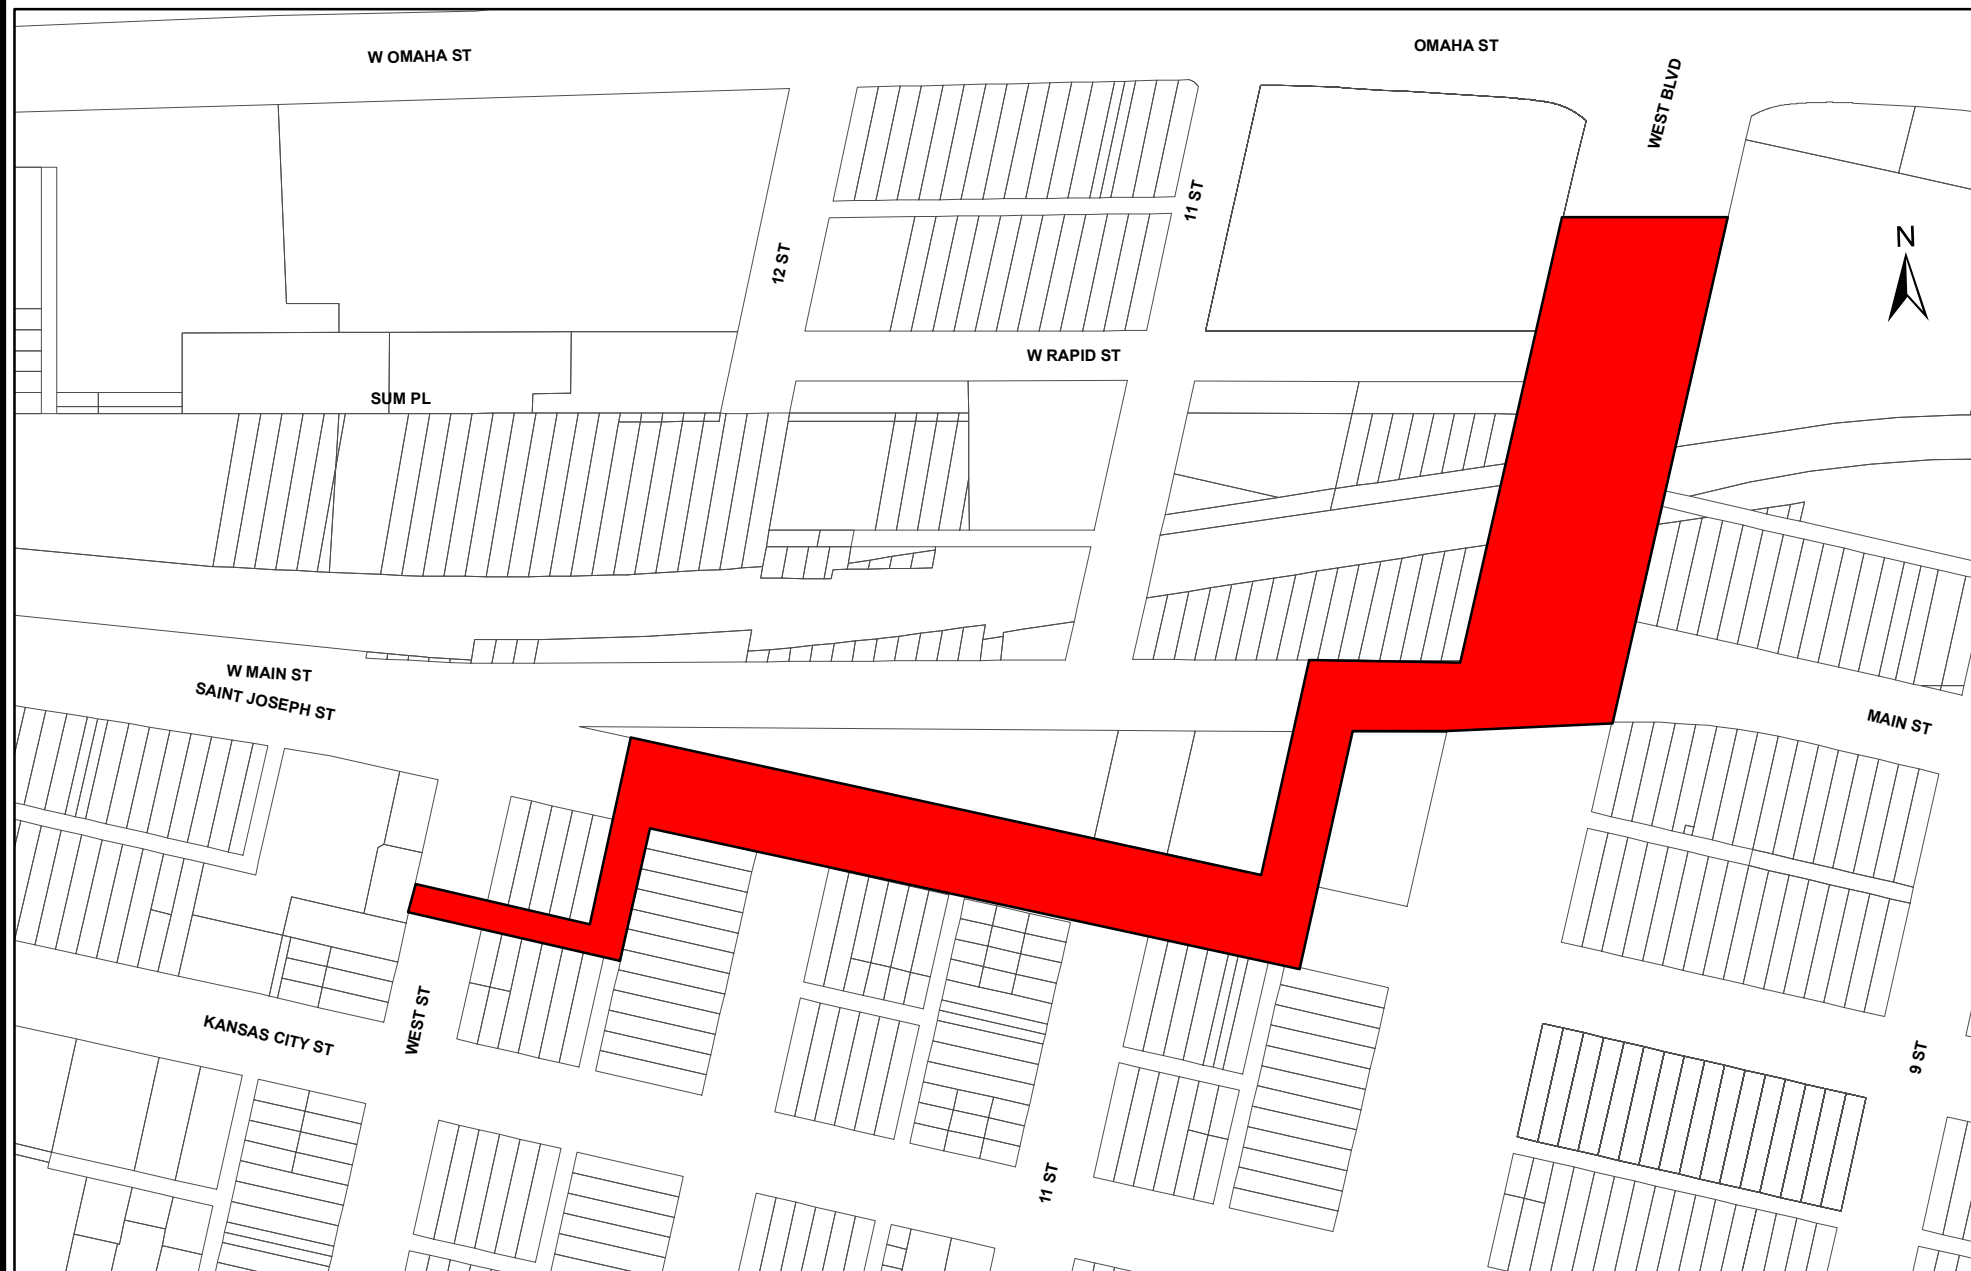 W OMAHA ST
OMAHA ST
WEST BLVD
11 ST
N
12 ST
W RAPID ST
SUM PL
W MAIN ST
SAINT JOSEPH ST
MAIN ST
WEST ST
KANSAS CITY ST
9 ST
11 ST